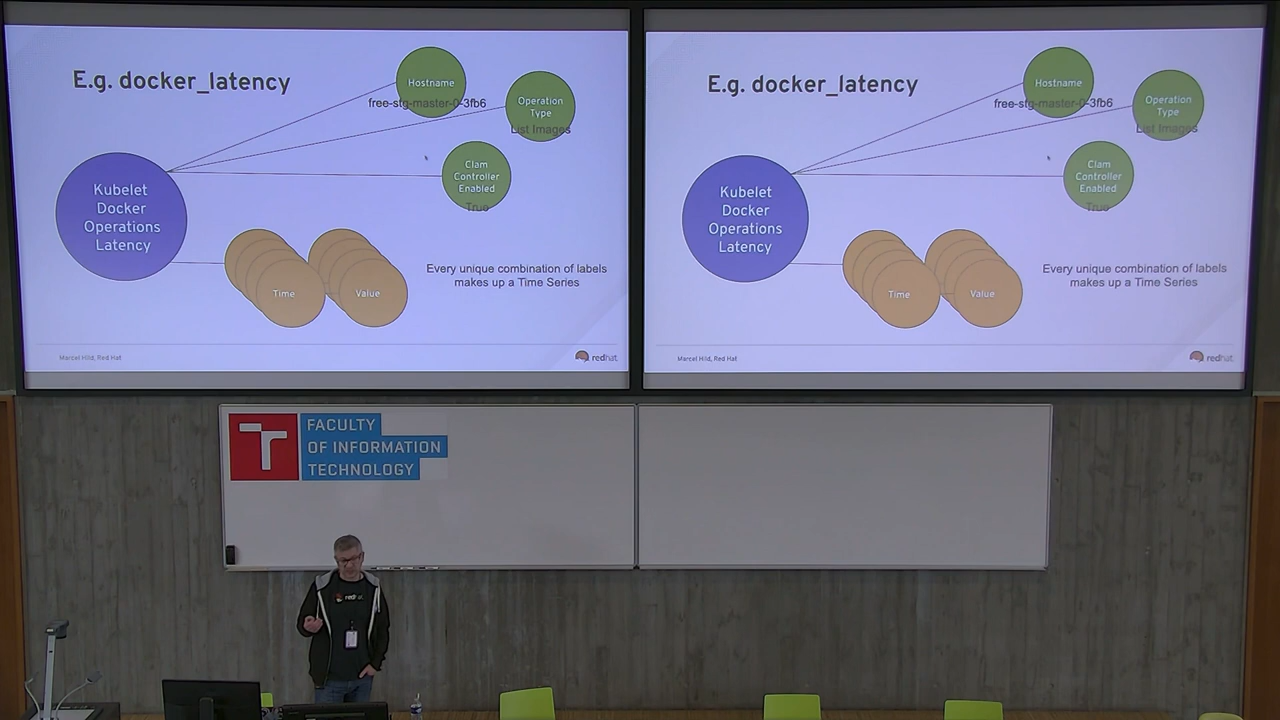 E.g. docker_latency
Hostname
free-stg-master-0-3fb6
Operation
Type
List Images
Clam
Controller
Enabled
True
Kubelet
Docker
Operations
Latency
Time
Value
Every unique combination of labels
makes up a Time Series
Marcel Hild, Red Hat
redhat
E.g. docker_latency
Hostname
free-stg-master-0-3fb6
Operation
Type
List Images
Clam
Controller
Enabled
True
Kubelet
Docker
Operations
Latency
Time
Value
Every unique combination of labels
makes up a Time Series
Marcel Hild, Red Hat
redhat
FACULTY
OF INFORMATION
TECHNOLOGY